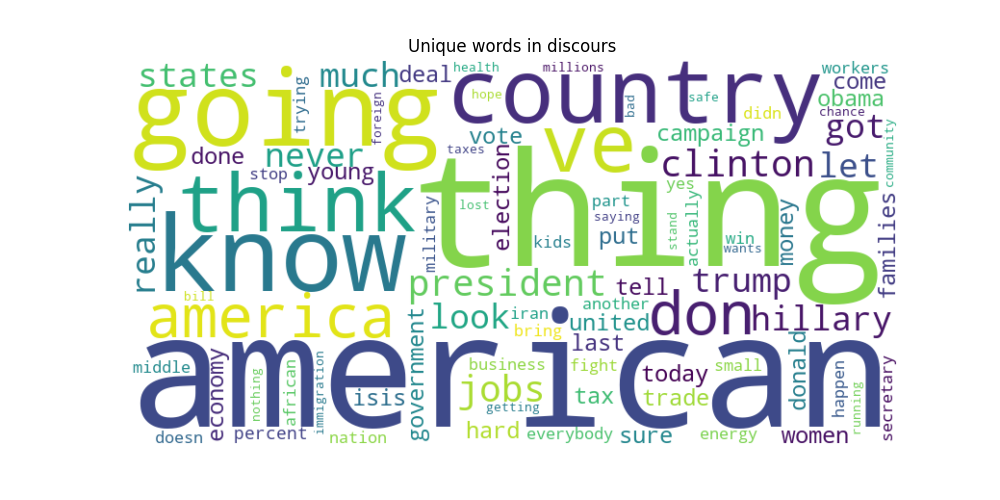 Unique words in discours
health
millions
workers
states
much
deal
country
come
going
trying
foreign
hope
bad
safe
didn
obama
chance
vote
ve
campaign
got
community
done
never
taxes
election
clinton
let
stop
young
really
think
thing
yes
lost
part
saying
stand
actually
money
families
know
military
kids
put
win
wants
president
tell
trump
bill
america
look
iran
another
don
hillary
bring
united
last
government
american
middle
economy
nothing
african
immigration
isis
business
fight
jobs
getting
tax
today
small
trade
donald
happen
running
secretary
doesn
percent
nation
hard
everybody
sure
energy
women